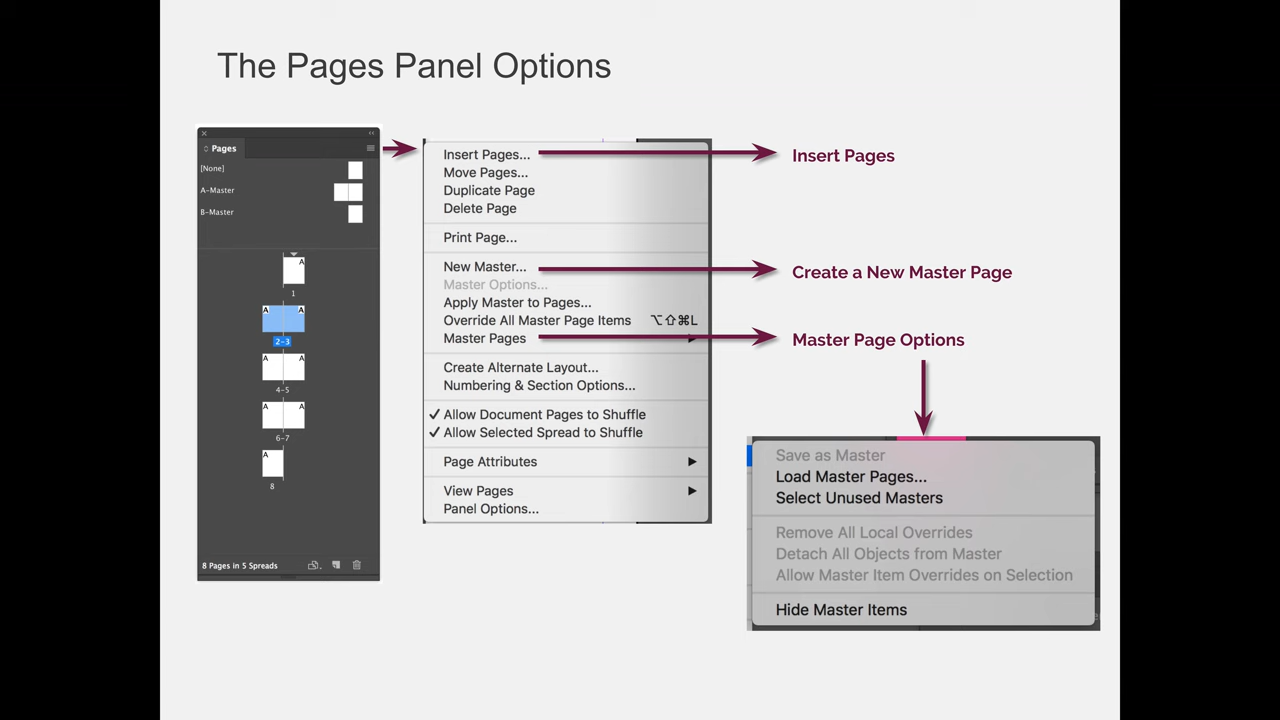 The Pages Panel Options
Pages
[None]
A-Master
B-Master
A
1
A A
2-3
A A
4-5
A A
6-7
A
8
8 Pages in 5 Spreads
Insert Pages...
Move Pages...
Duplicate Page
Delete Page
Print Page...
New Master...
Master Options...
Apply Master to Pages...
Override All Master Page Items ⌥⇧⌘L
Master Pages
Create Alternate Layout...
Numbering & Section Options...
✓ Allow Document Pages to Shuffle
✓ Allow Selected Spread to Shuffle
Page Attributes
View Pages
Panel Options...
Insert Pages
Create a New Master Page
Master Page Options
Save as Master
Load Master Pages...
Select Unused Masters
Remove All Local Overrides
Detach All Objects from Master
Allow Master Item Overrides on Selection
Hide Master Items